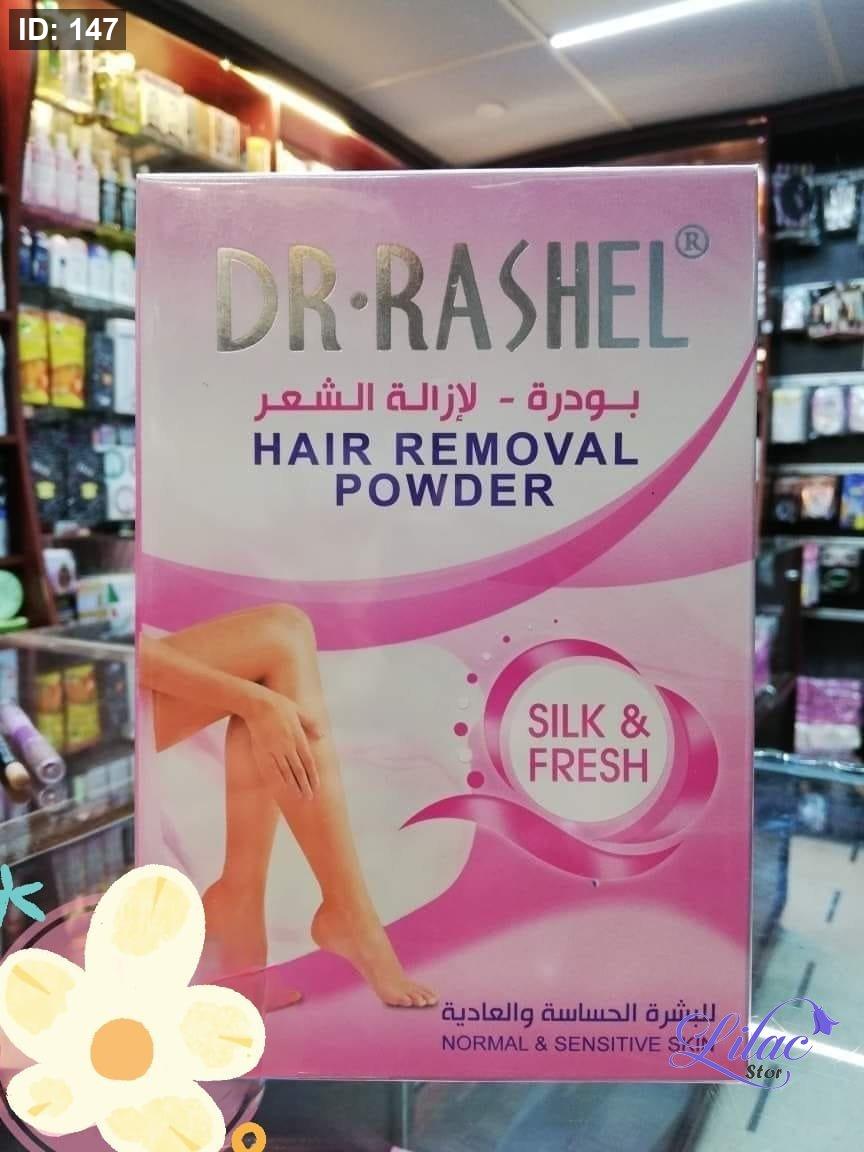 ID: 147
DR·RASHEL®
بودرة - لإزالة الشعر
HAIR REMOVAL
POWDER
SILK &
FRESH
للبشرة الحساسة والعادية
NORMAL & SENSITIVE SKIN
Lilac
Stor